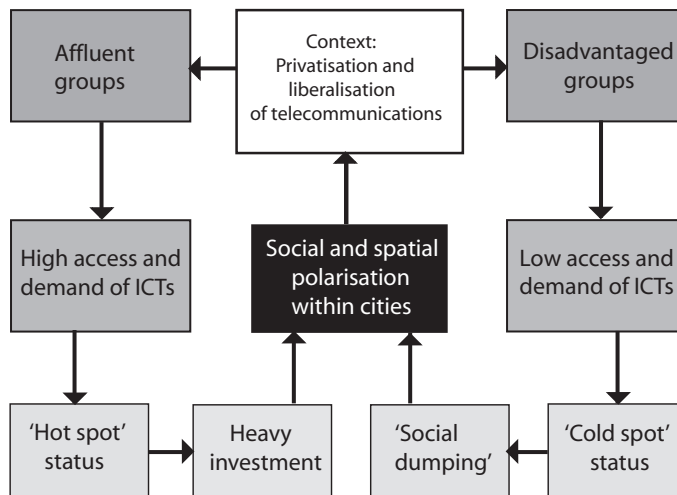 Affluent
groups
Context:
Privatisation and
liberalisation
of telecommunications
Disadvantaged
groups
High access and
demand of ICTs
Social and spatial
polarisation
within cities
Low access and
demand of ICTs
'Hot spot'
status
Heavy
investment
'Social
dumping'
'Cold spot'
status